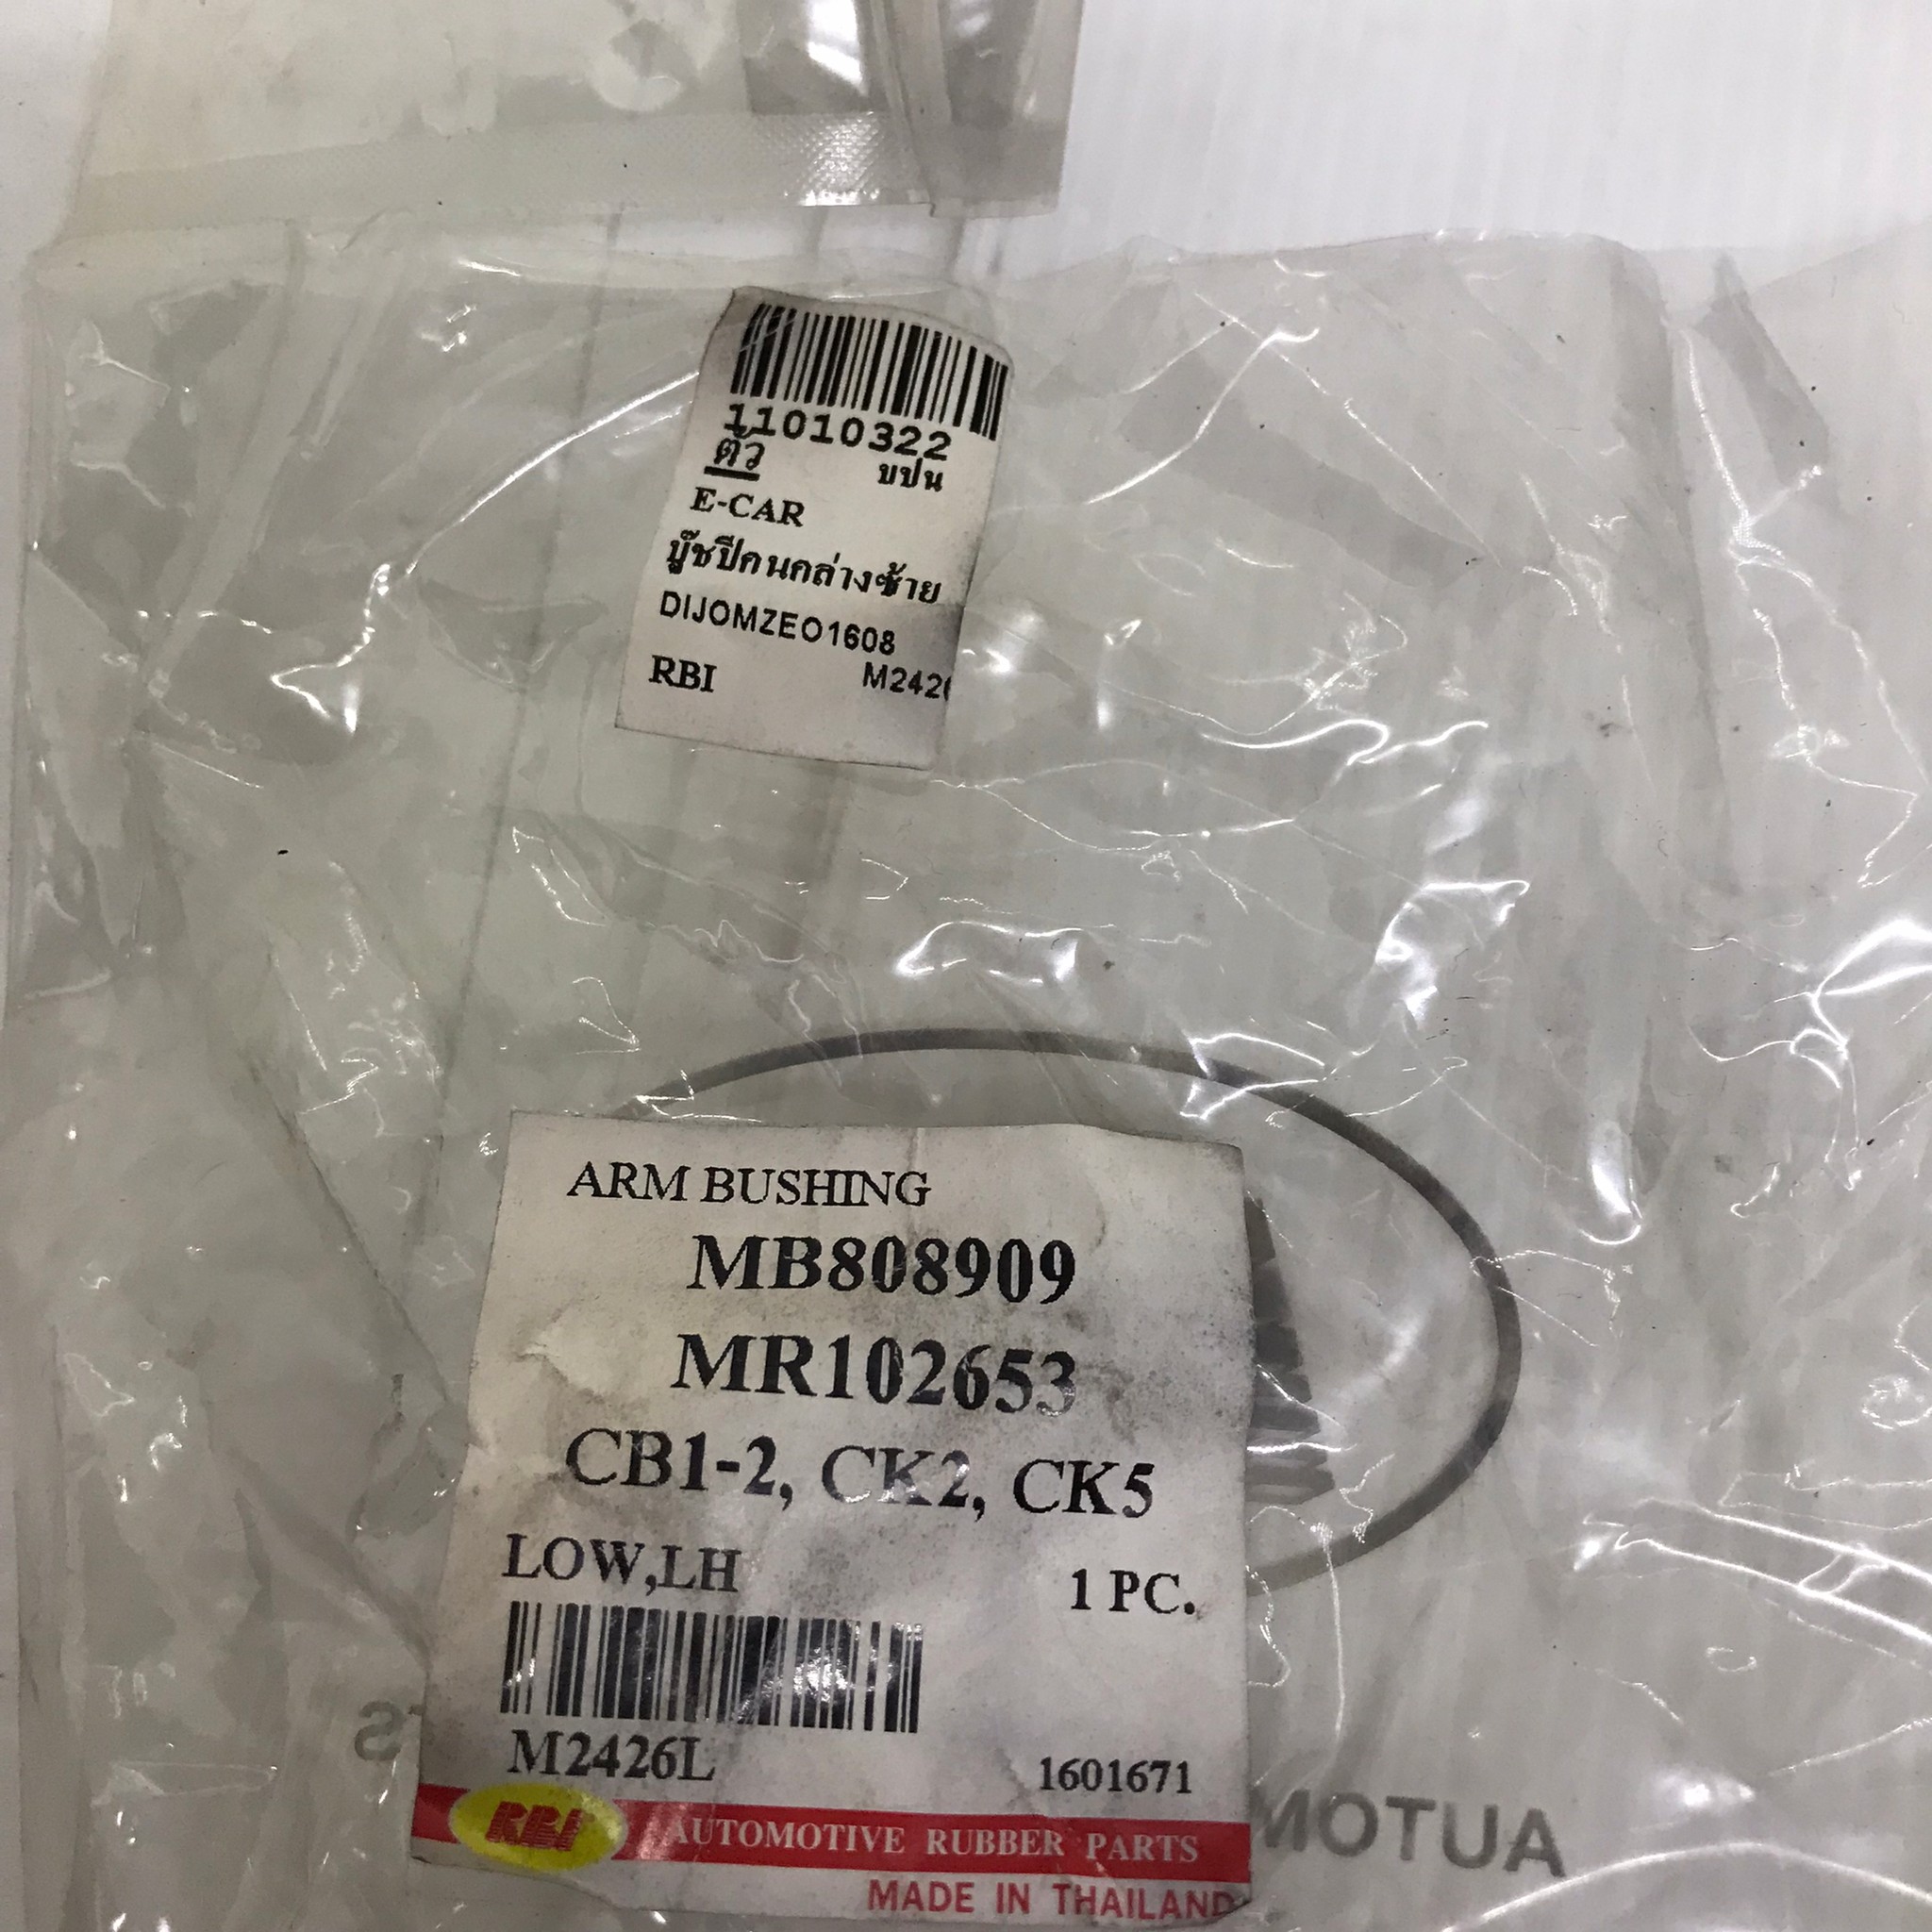 11010322
ตัว บปน
E-CAR
บู๊ชปีกนกล่างซ้าย
DIJOMZEO1608
RBI M242
ARM BUSHING
MB808909
MR102653
CB1-2, CK2, CK5
LOW,LH 1 PC.
M2426L 1601671
RBI AUTOMOTIVE RUBBER PARTS
MADE IN THAILAND